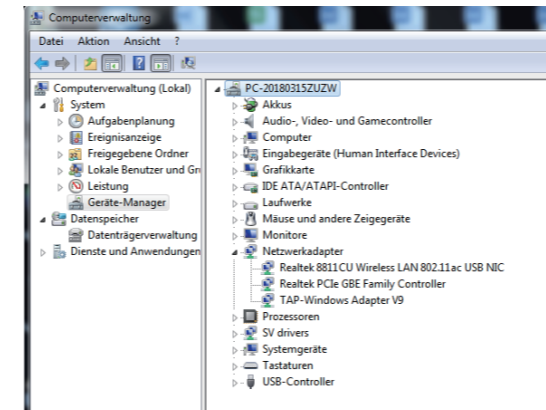 Computerverwaltung
Datei Aktion Ansicht ?
Computerverwaltung (Lokal)
System
Aufgabenplanung
Ereignisanzeige
Freigegebene Ordner
Lokale Benutzer und Gru
Leistung
Geräte-Manager
Datenspeicher
Datenträgerverwaltung
Dienste und Anwendungen
PC-20180315ZUZW
Akkus
Audio-, Video- und Gamecontroller
Computer
Eingabegeräte (Human Interface Devices)
Grafikkarte
IDE ATA/ATAPI-Controller
Laufwerke
Mäuse und andere Zeigegeräte
Monitore
Netzwerkadapter
Realtek 8811CU Wireless LAN 802.11ac USB NIC
Realtek PCIe GBE Family Controller
TAP-Windows Adapter V9
Prozessoren
SV drivers
Systemgeräte
Tastaturen
USB-Controller